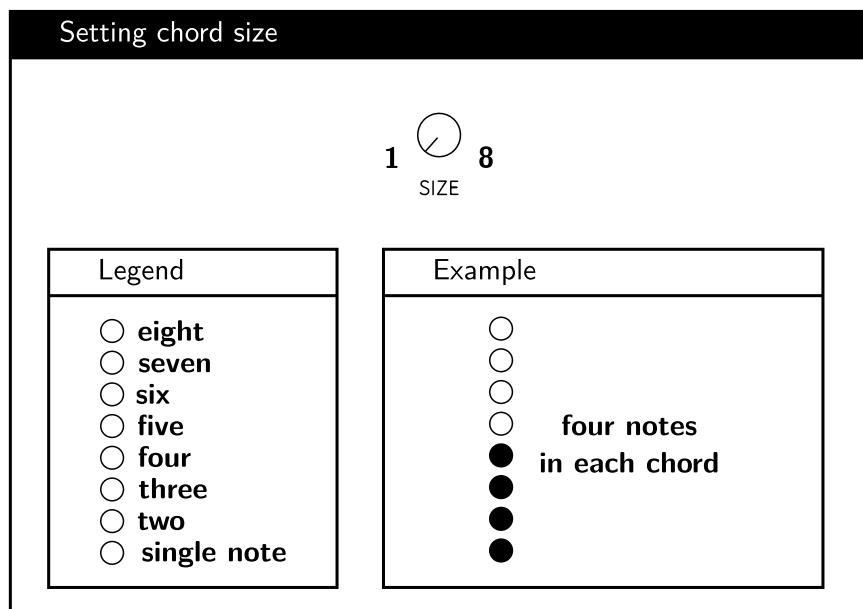 Setting chord size
1 8
SIZE
Legend
eight
seven
six
five
four
three
two
single note
Example
four notes
in each chord